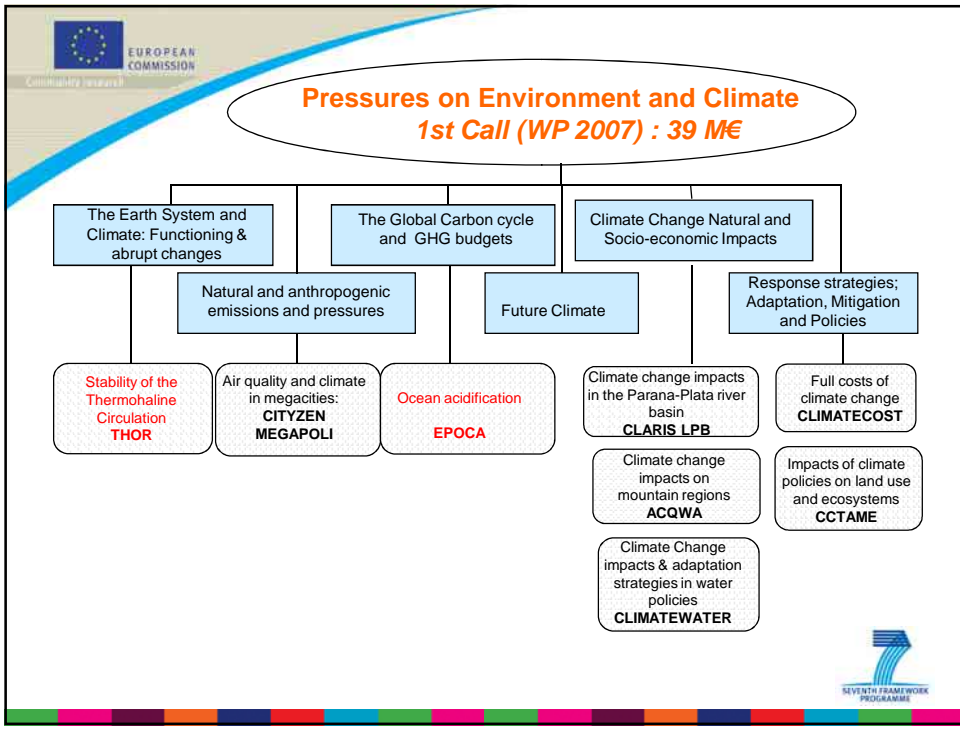 EUROPEAN
COMMISSION
Community research
Pressures on Environment and Climate
1st Call (WP 2007) : 39 M€
The Earth System and
Climate: Functioning &
abrupt changes
The Global Carbon cycle
and GHG budgets
Climate Change Natural and
Socio-economic Impacts
Natural and anthropogenic
emissions and pressures
Future Climate
Response strategies;
Adaptation, Mitigation
and Policies
Stability of the
Thermohaline
Circulation
THOR
Air quality and climate
in megacities:
CITYZEN
MEGAPOLI
Ocean acidification
EPOCA
Climate change impacts
in the Parana-Plata river
basin
CLARIS LPB
Full costs of
climate change
CLIMATECOST
Climate change
impacts on
mountain regions
ACQWA
Impacts of climate
policies on land use
and ecosystems
CCTAME
Climate Change
impacts & adaptation
strategies in water
policies
CLIMATEWATER
SEVENTH FRAMEWORK
PROGRAMME